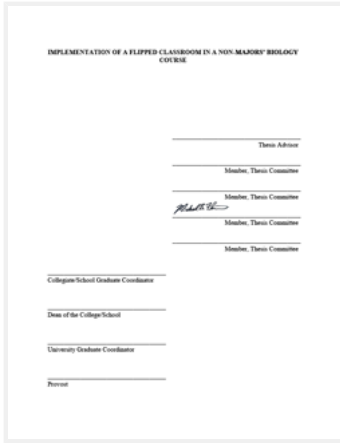 IMPLEMENTATION OF A FLIPPED CLASSROOM IN A NON-MAJORS' BIOLOGY
COURSE
Thesis Advisor
Member, Thesis Committee
Member, Thesis Committee
Member, Thesis Committee
Member, Thesis Committee
Collegiate/School Graduate Coordinator
Dean of the College/School
University Graduate Coordinator
Provost